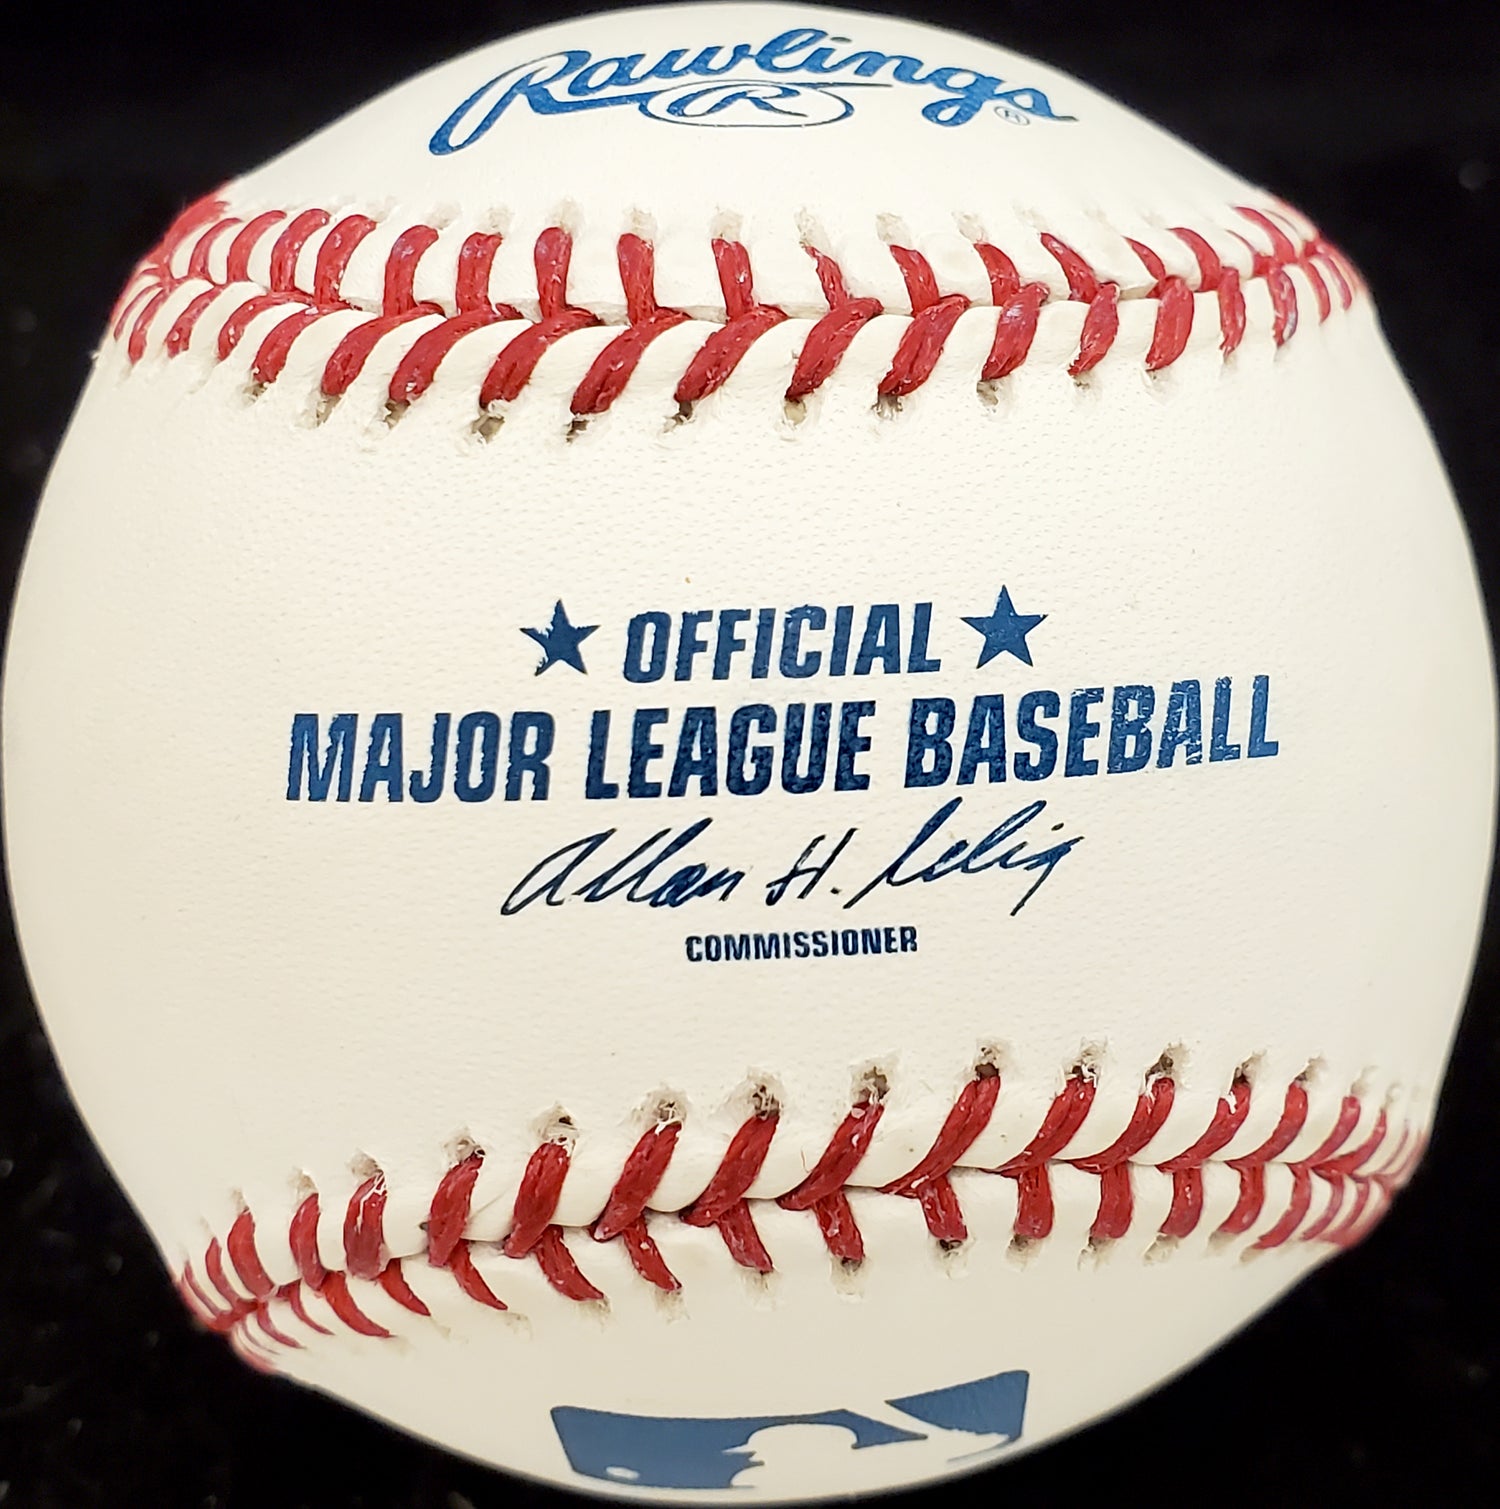 Rawlings
R ®
★ OFFICIAL ★
MAJOR LEAGUE BASEBALL
Allan H. Selig
COMMISSIONER